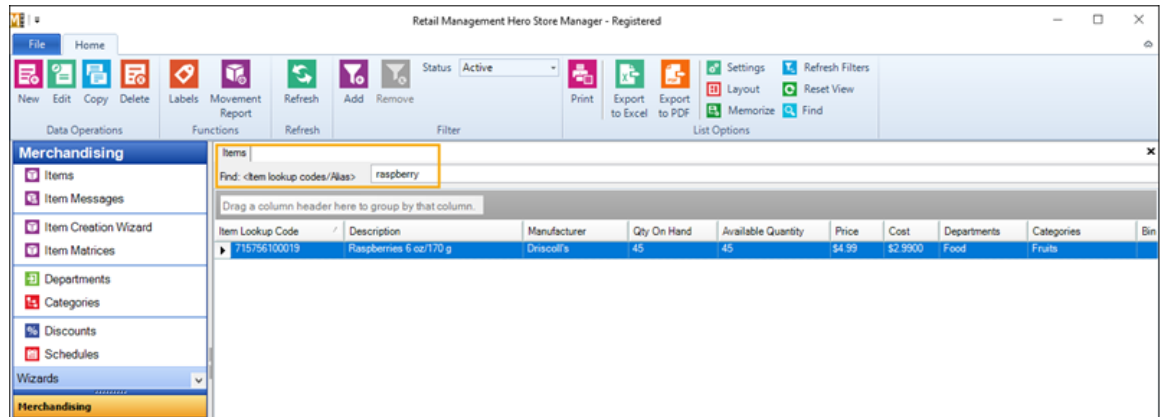 Retail Management Hero Store Manager - Registered
File Home
New Edit Copy Delete Labels Movement Report Refresh Add Remove Status Active Print Export to Excel Export to PDF Settings Refresh Filters
Layout Reset View
Memorize Find
Data Operations Functions Refresh Filter List Options
Merchandising
Items
Item Messages
Item Creation Wizard
Item Matrices
Departments
Categories
Discounts
Schedules
Wizards
Merchandising
Items
Find: <Item lookup codes/Alias> raspberry
Drag a column header here to group by that column.
Item Lookup Code Description Manufacturer Qty On Hand Available Quantity Price Cost Departments Categories Bin
715756100019 Raspberries 6 oz/170 g Driscoll's 45 45 $4.99 $2.9900 Food Fruits